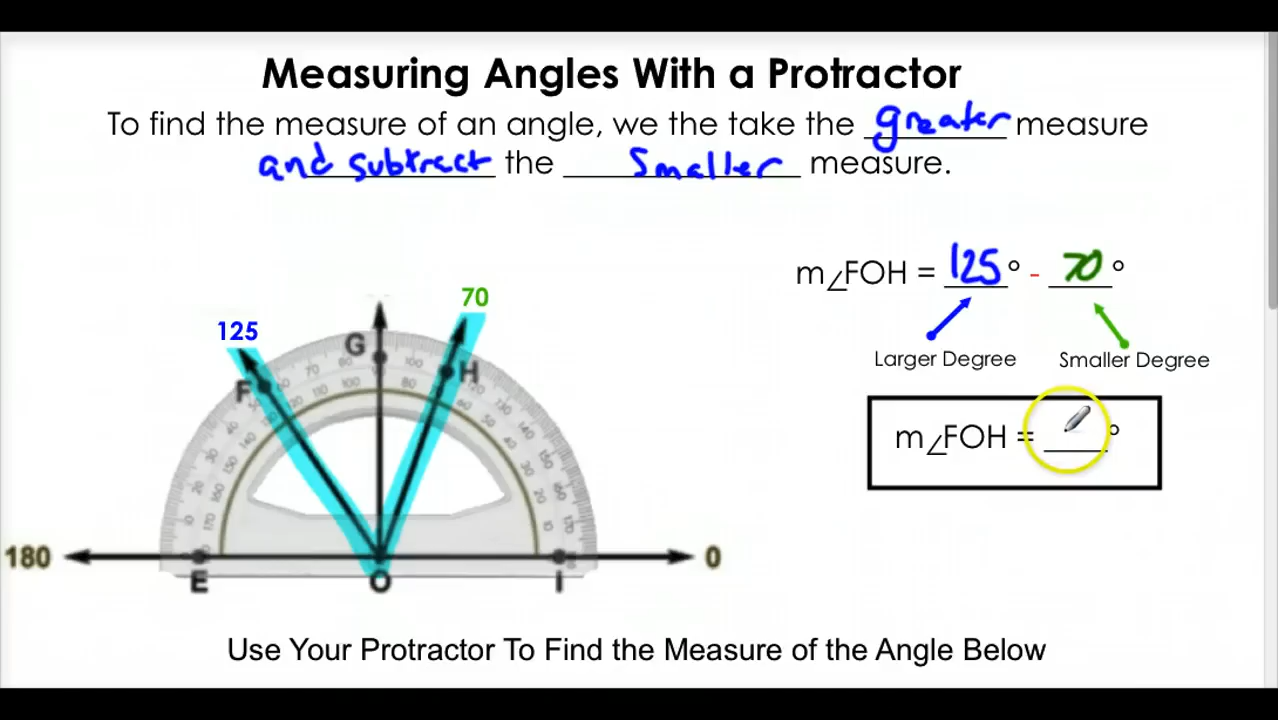 Measuring Angles With a Protractor
To find the measure of an angle, we the take the greater measure
and subtract the smaller measure.
m∠FOH = 125° - 70°
Larger Degree Smaller Degree
m∠FOH = ___°
125
70
G
F
H
180
0
E
O
I
Use Your Protractor To Find the Measure of the Angle Below